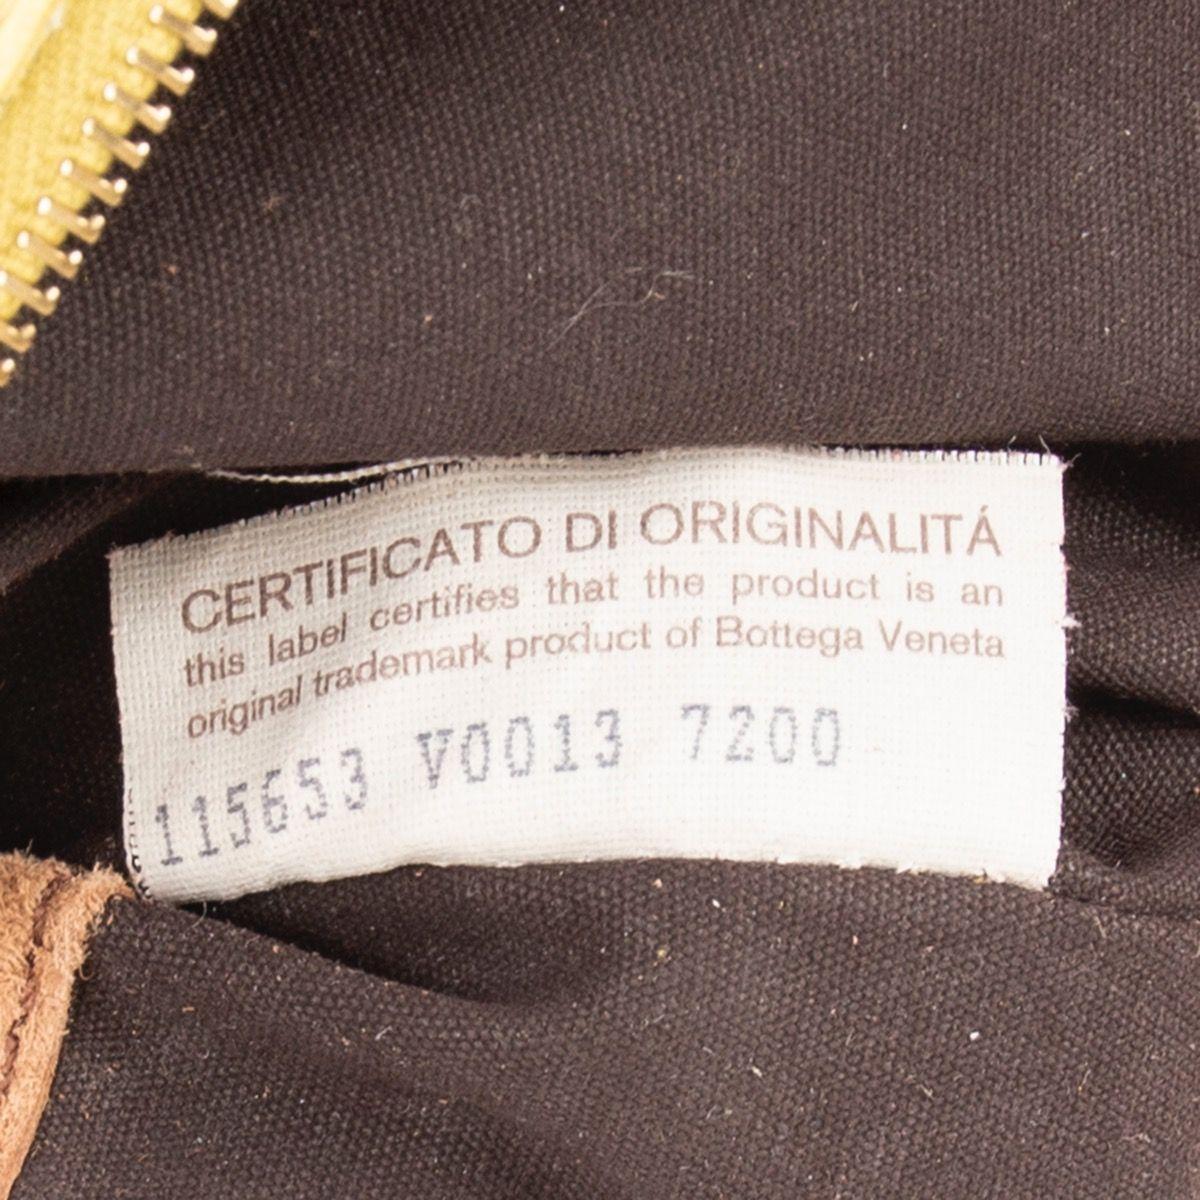 CERTIFICATO DI ORIGINALITÁ
this label certifies that the product is an
original trademark product of Bottega Veneta
115653 V0013 7200